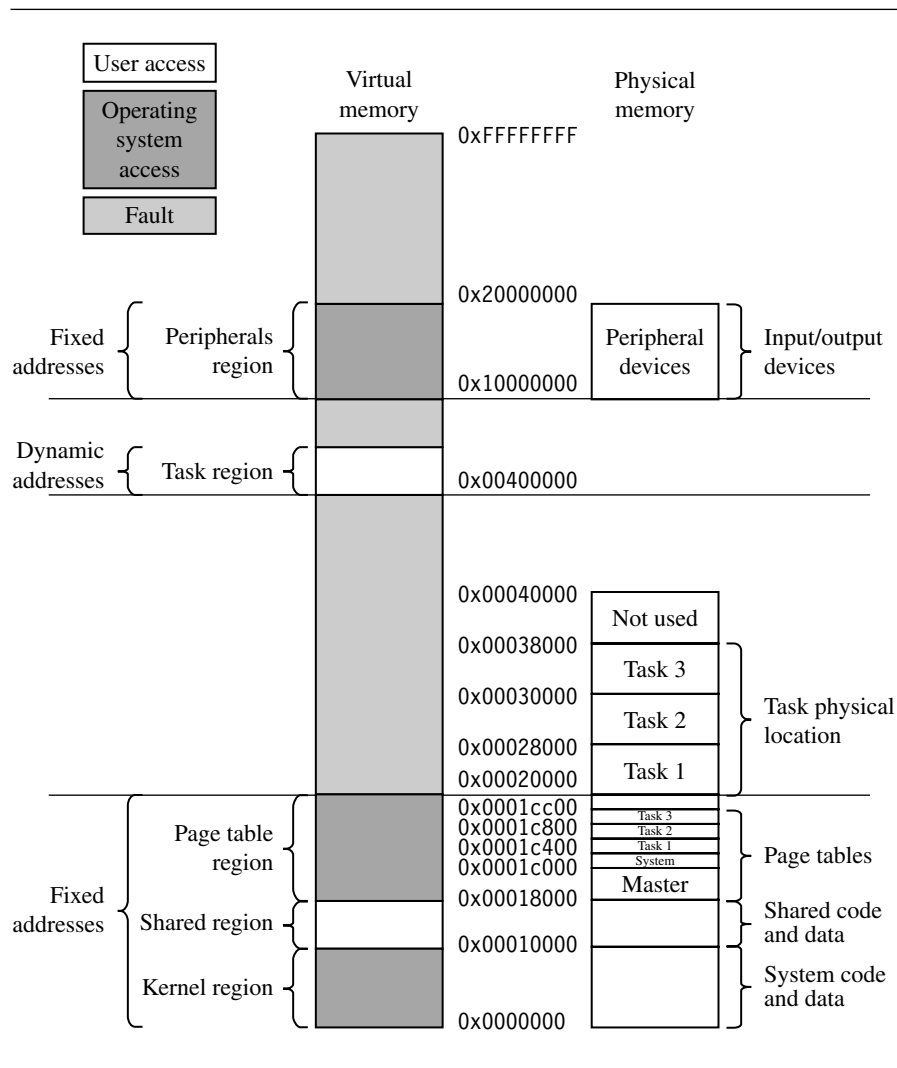 User access
Operating
system
access
Fault
Virtual
memory
Physical
memory
0xFFFFFFFF
0x20000000
Fixed
addresses
Peripherals
region
Peripheral
devices
Input/output
devices
0x10000000
Dynamic
addresses
Task region
0x00400000
0x00040000
Not used
0x00038000
Task 3
0x00030000
Task 2
Task physical
location
0x00028000
Task 1
0x00020000
0x0001cc00
Task 3
0x0001c800
Task 2
0x0001c400
Task 1
System
0x0001c000
Page table
region
Master
Page tables
0x00018000
Fixed
addresses
Shared region
Shared code
and data
0x00010000
Kernel region
System code
and data
0x0000000